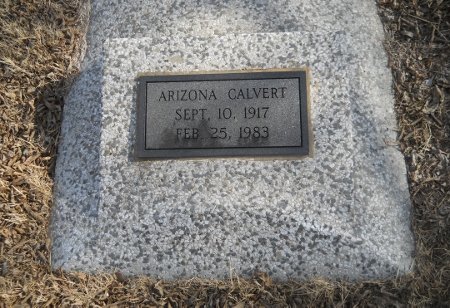 ARIZONA CALVERT
SEPT. 10, 1917
FEB. 25, 1983